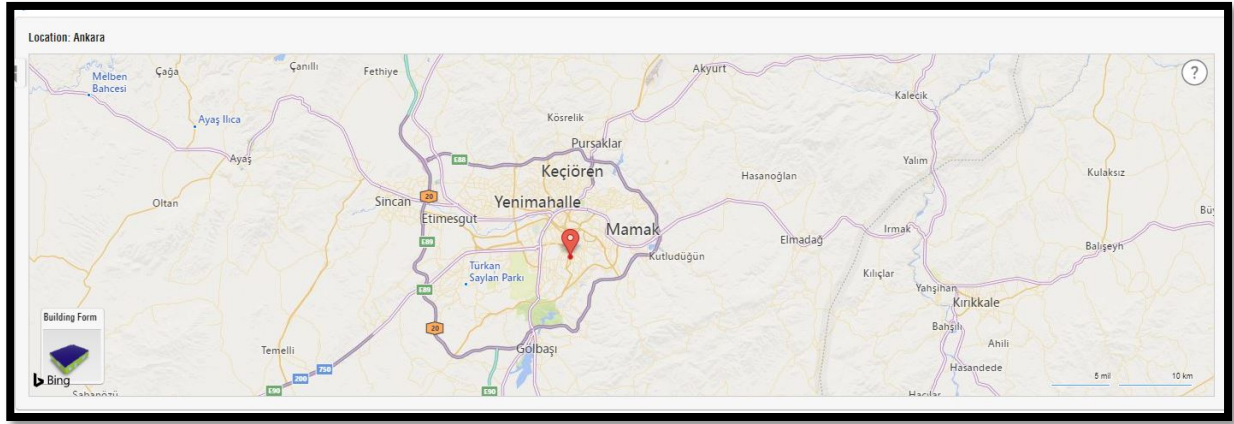 Location: Ankara
Melben
Bahcesi
Çağa
Çanıllı
Fethiye
Akyurt
?
Kalecik
Ayaş Ilıca
Kösrelik
Pursaklar
Ayaş
E88
Keçiören
Hasanoğlan
Yalım
Kulaksız
Oltan
Sincan
20
Yenimahalle
Etimesgut
Mamak
Irmak
E89
Elmadağ
Balışeyh
Kutludüğün
Türkan
Saylan Parkı
Kılıçlar
E89
Yahşihan
Kırıkkale
Building Form
20
Bahşılı
Ahili
Temelli
Gölbaşı
750
200
Hasandede
Bing
5 mil
10 km
E90
E90